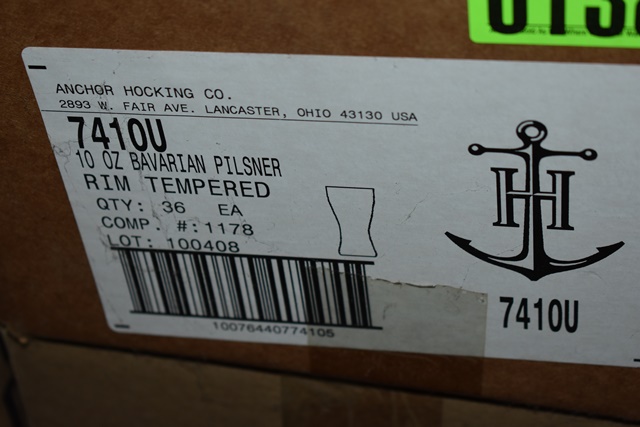 ANCHOR HOCKING CO.
2893 W. FAIR AVE. LANCASTER, OHIO 43130 USA
7410U
10 OZ BAVARIAN PILSNER
RIM TEMPERED
QTY: 36 EA
COMP. #:1178
LOT: 100408
10076440774105
H
7410U